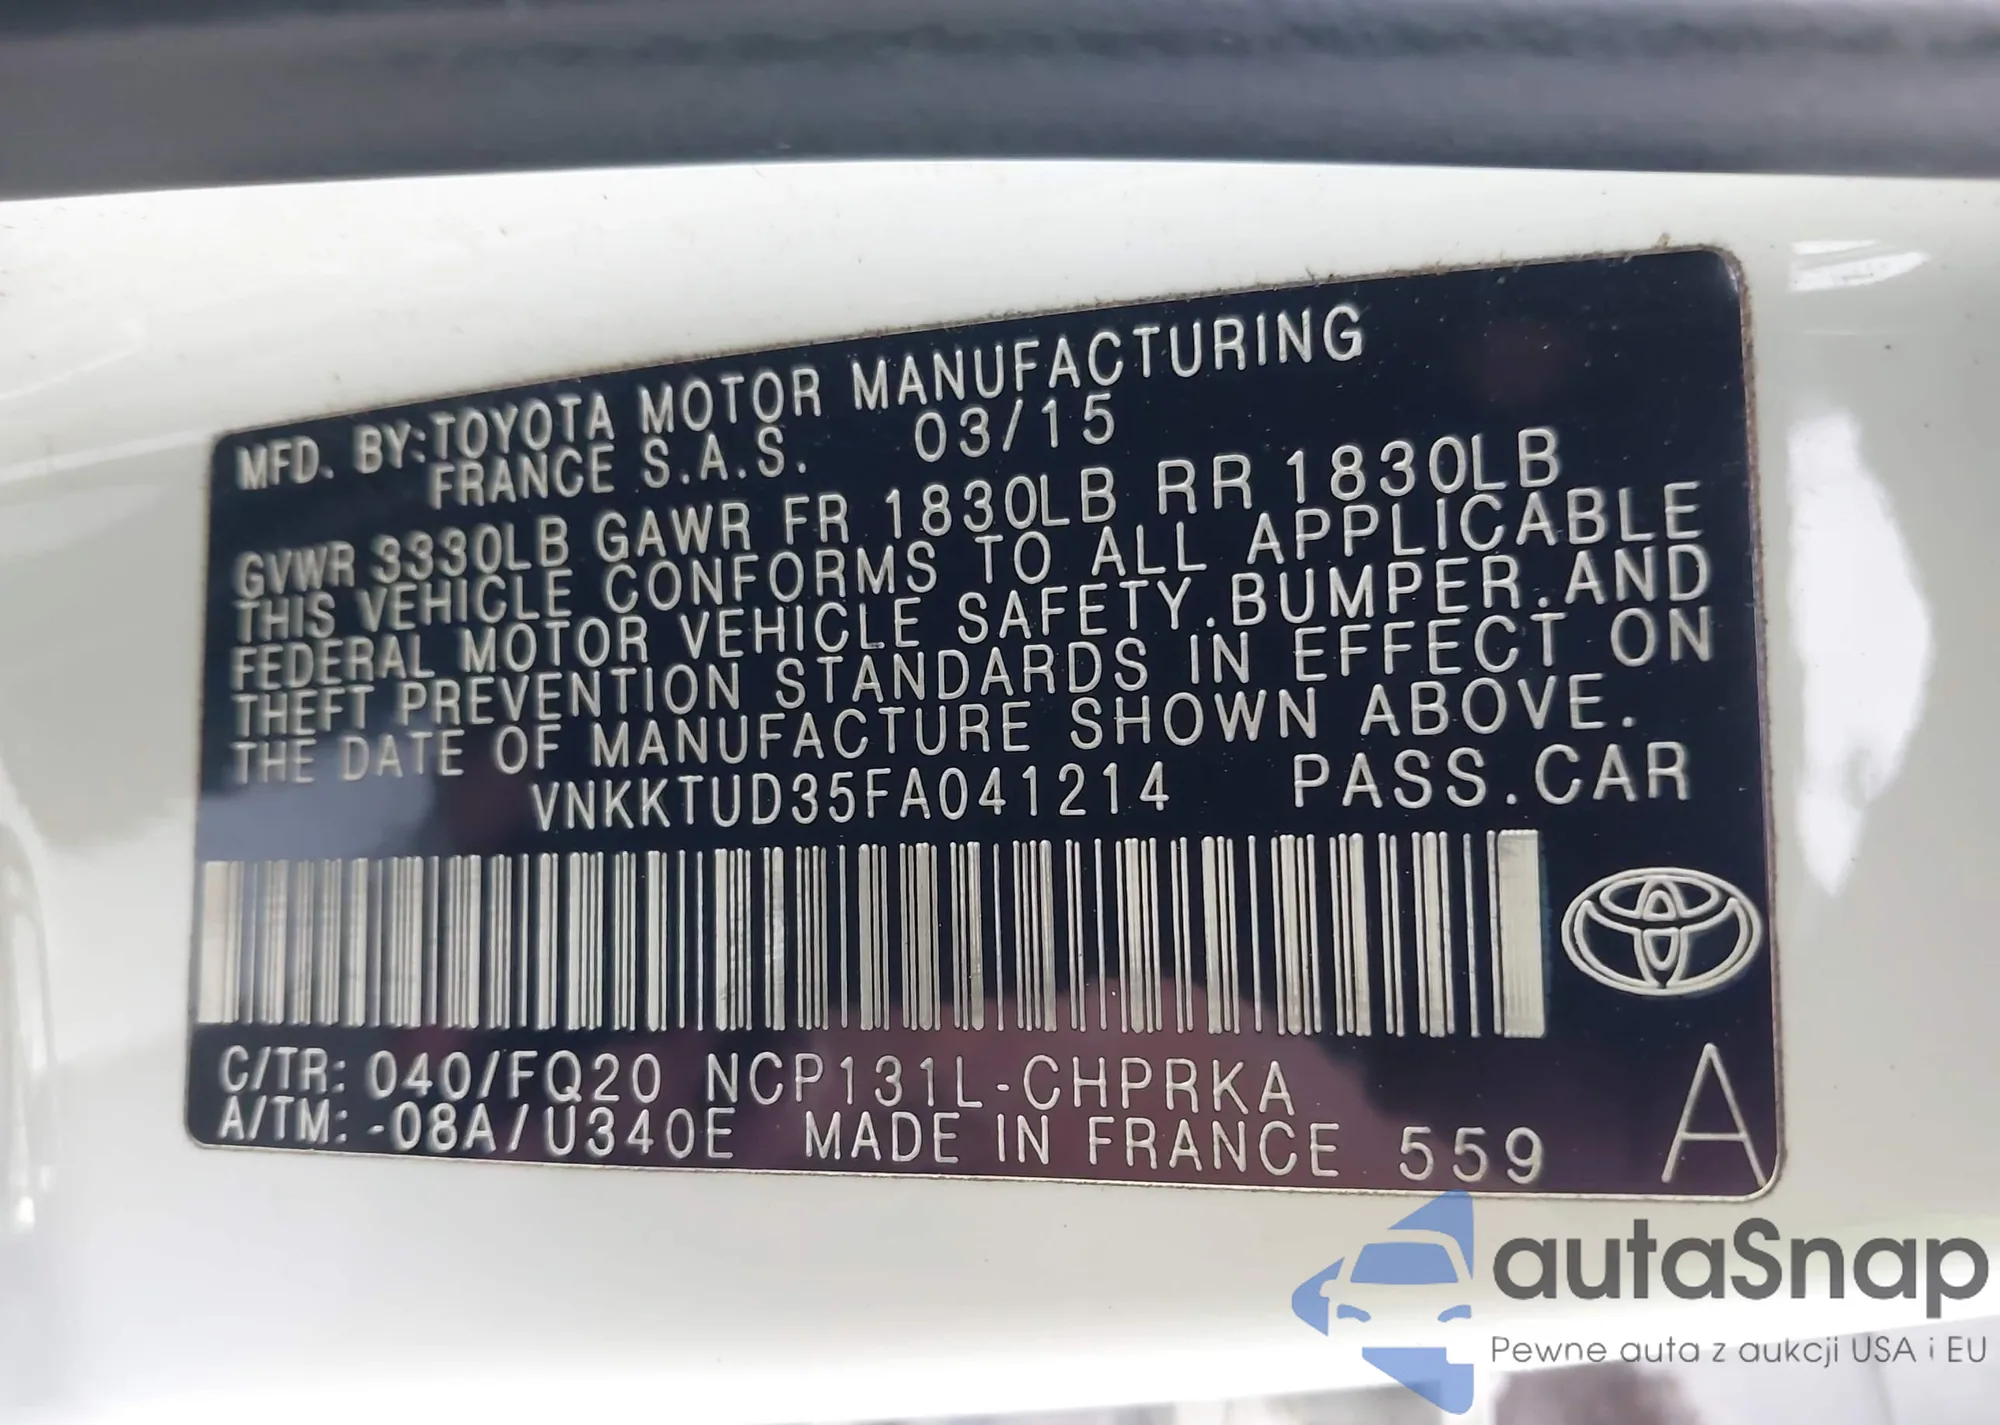 MFD. BY:TOYOTA MOTOR MANUFACTURING
FRANCE S.A.S. 03/15
GVWR 3330LB GAWR FR 1830LB RR 1830LB
THIS VEHICLE CONFORMS TO ALL APPLICABLE
FEDERAL MOTOR VEHICLE SAFETY.BUMPER.AND
THEFT PREVENTION STANDARDS IN EFFECT ON
THE DATE OF MANUFACTURE SHOWN ABOVE.
VNKKTUD35FA041214 PASS.CAR
C/TR: 040/FQ20 NCP131L-CHPRKA
A/TM: -08A/U340E MADE IN FRANCE 559
A
autaSnap
Pewne auta z aukcji USA i EU